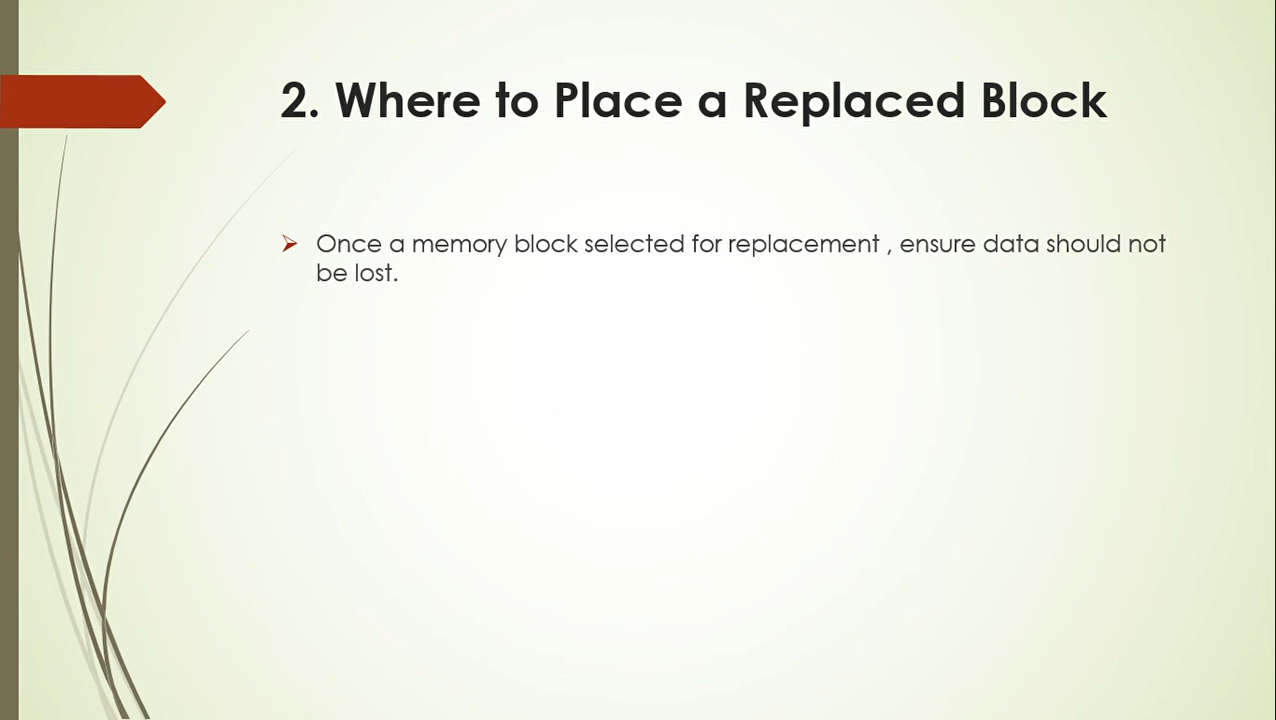 2. Where to Place a Replaced Block
Once a memory block selected for replacement , ensure data should not
be lost.